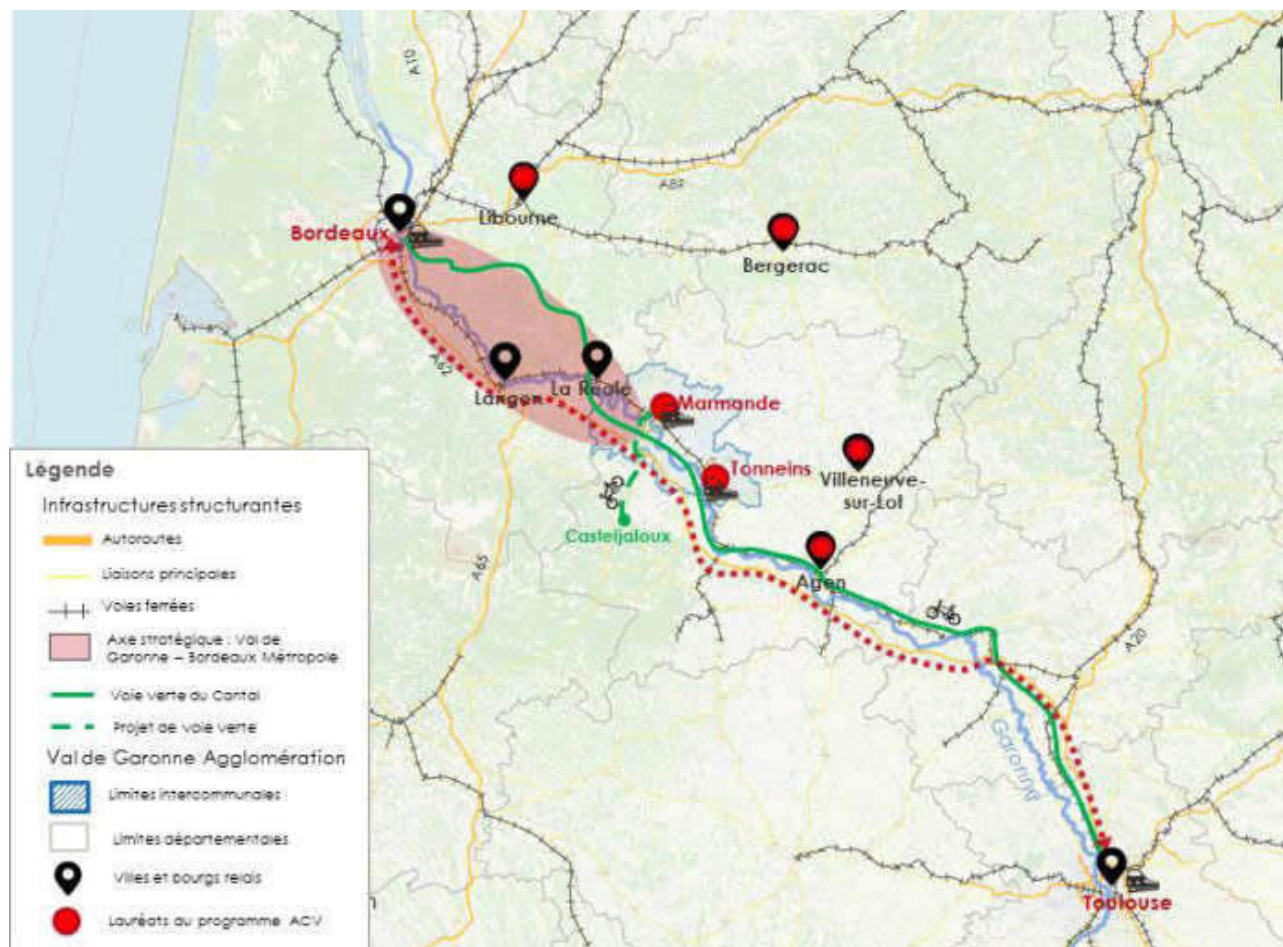 A10
A89
Libourne
Bordeaux
Bergerac
A62
Langon
La Réole
Marmande
Tonneins
Villeneuve-
sur-Lot
Casteljaloux
A65
Agen
A20
Garonne
Toulouse
Légende
Infrastructures structurantes
Autoroutes
Liaisons principales
Voies ferrées
Axe stratégique : Val de
Garonne – Bordeaux Métropole
Voie verte du Cantal
Projet de voie verte
Val de Garonne Agglomération
Limites intercommunales
Limites départementales
Villes et bourgs relais
Lauréats au programme ACV